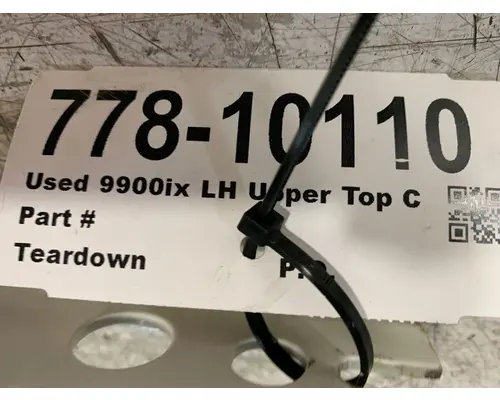 778-10110
Used 9900ix LH Upper Top C
Part #
Teardown